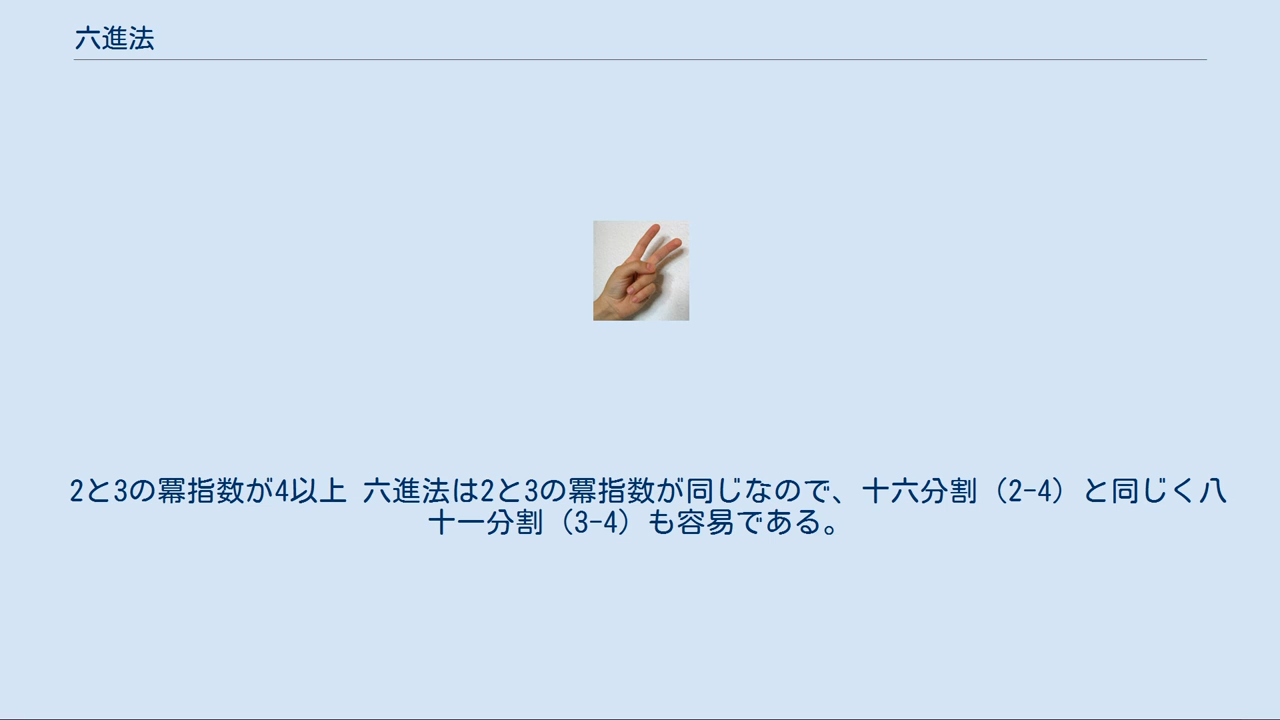 六進法
2と3の冪指数が4以上 六進法は2と3の冪指数が同じなので、十六分割（2-4）と同じく八
十一分割（3-4）も容易である。